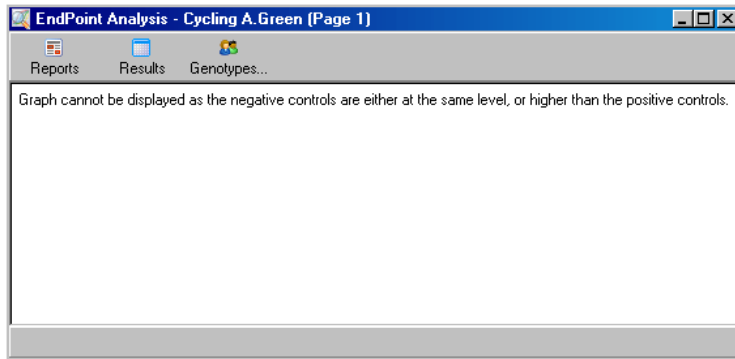 EndPoint Analysis - Cycling A.Green (Page 1)
Reports Results Genotypes...
Graph cannot be displayed as the negative controls are either at the same level, or higher than the positive controls.